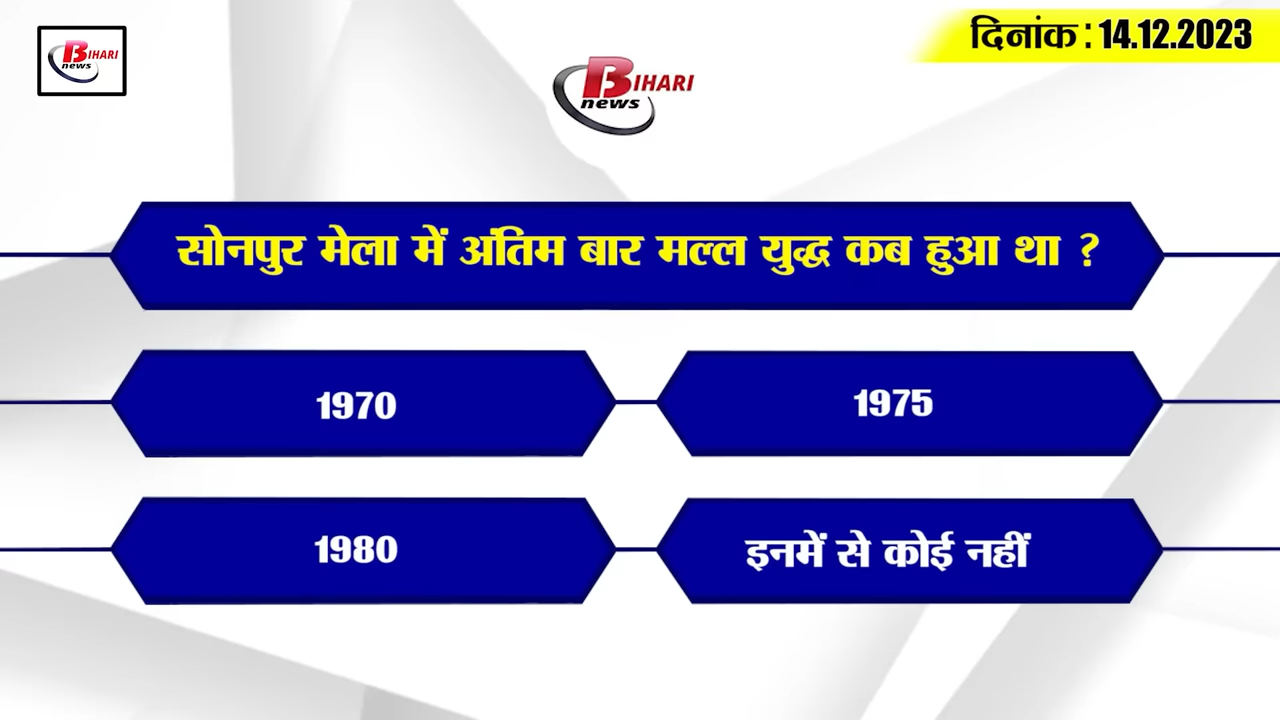 BIHARI
news
दिनांक : 14.12.2023
BIHARI
news
सोनपुर मेला में अंतिम बार मल्ल युद्ध कब हुआ था ?
1970
1975
1980
इनमें से कोई नहीं